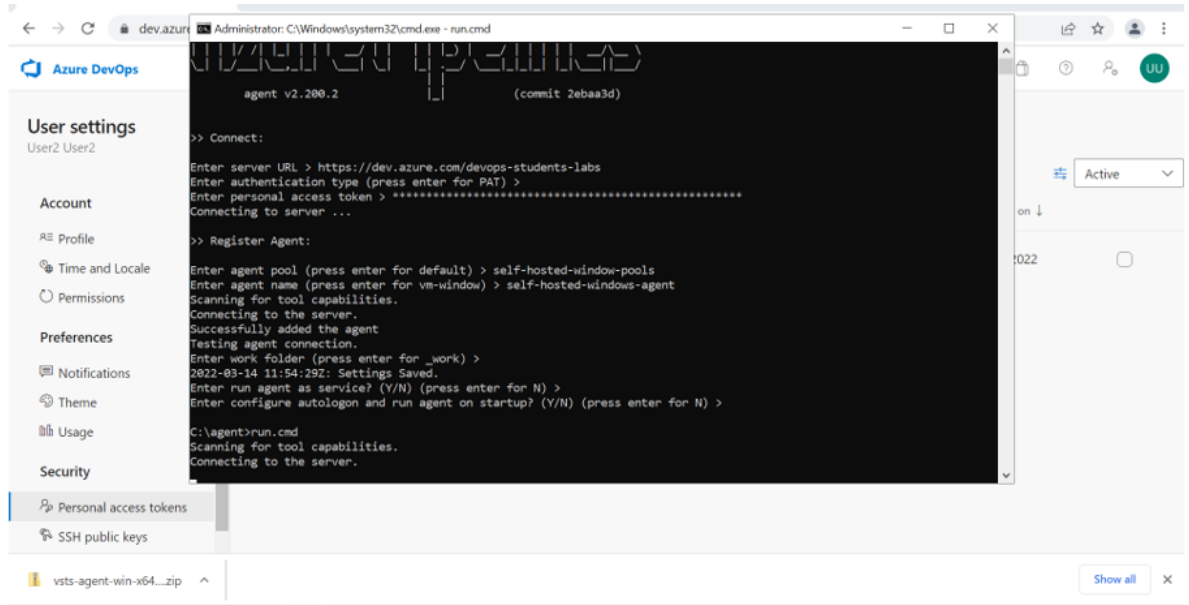 dev.azur
Administrator: C:\Windows\system32\cmd.exe - run.cmd
Azure DevOps
UU
agent v2.200.2 (commit 2ebaa3d)
User settings
User2 User2
>> Connect:
Enter server URL > https://dev.azure.com/devops-students-labs
Enter authentication type (press enter for PAT) >
Enter personal access token > ****************************************************
Connecting to server ...
Active
Account
on ↓
Profile
>> Register Agent:
2022
Time and Locale
Enter agent pool (press enter for default) > self-hosted-window-pools
Enter agent name (press enter for vm-window) > self-hosted-windows-agent
Permissions
Scanning for tool capabilities.
Connecting to the server.
Successfully added the agent
Preferences
Testing agent connection.
Enter work folder (press enter for _work) >
Notifications
2022-03-14 11:54:29Z: Settings Saved.
Enter run agent as service? (Y/N) (press enter for N) >
Theme
Enter configure autologon and run agent on startup? (Y/N) (press enter for N) >
Usage
C:\agent>run.cmd
Scanning for tool capabilities.
Connecting to the server.
Security
Personal access tokens
SSH public keys
vsts-agent-win-x64....zip
Show all